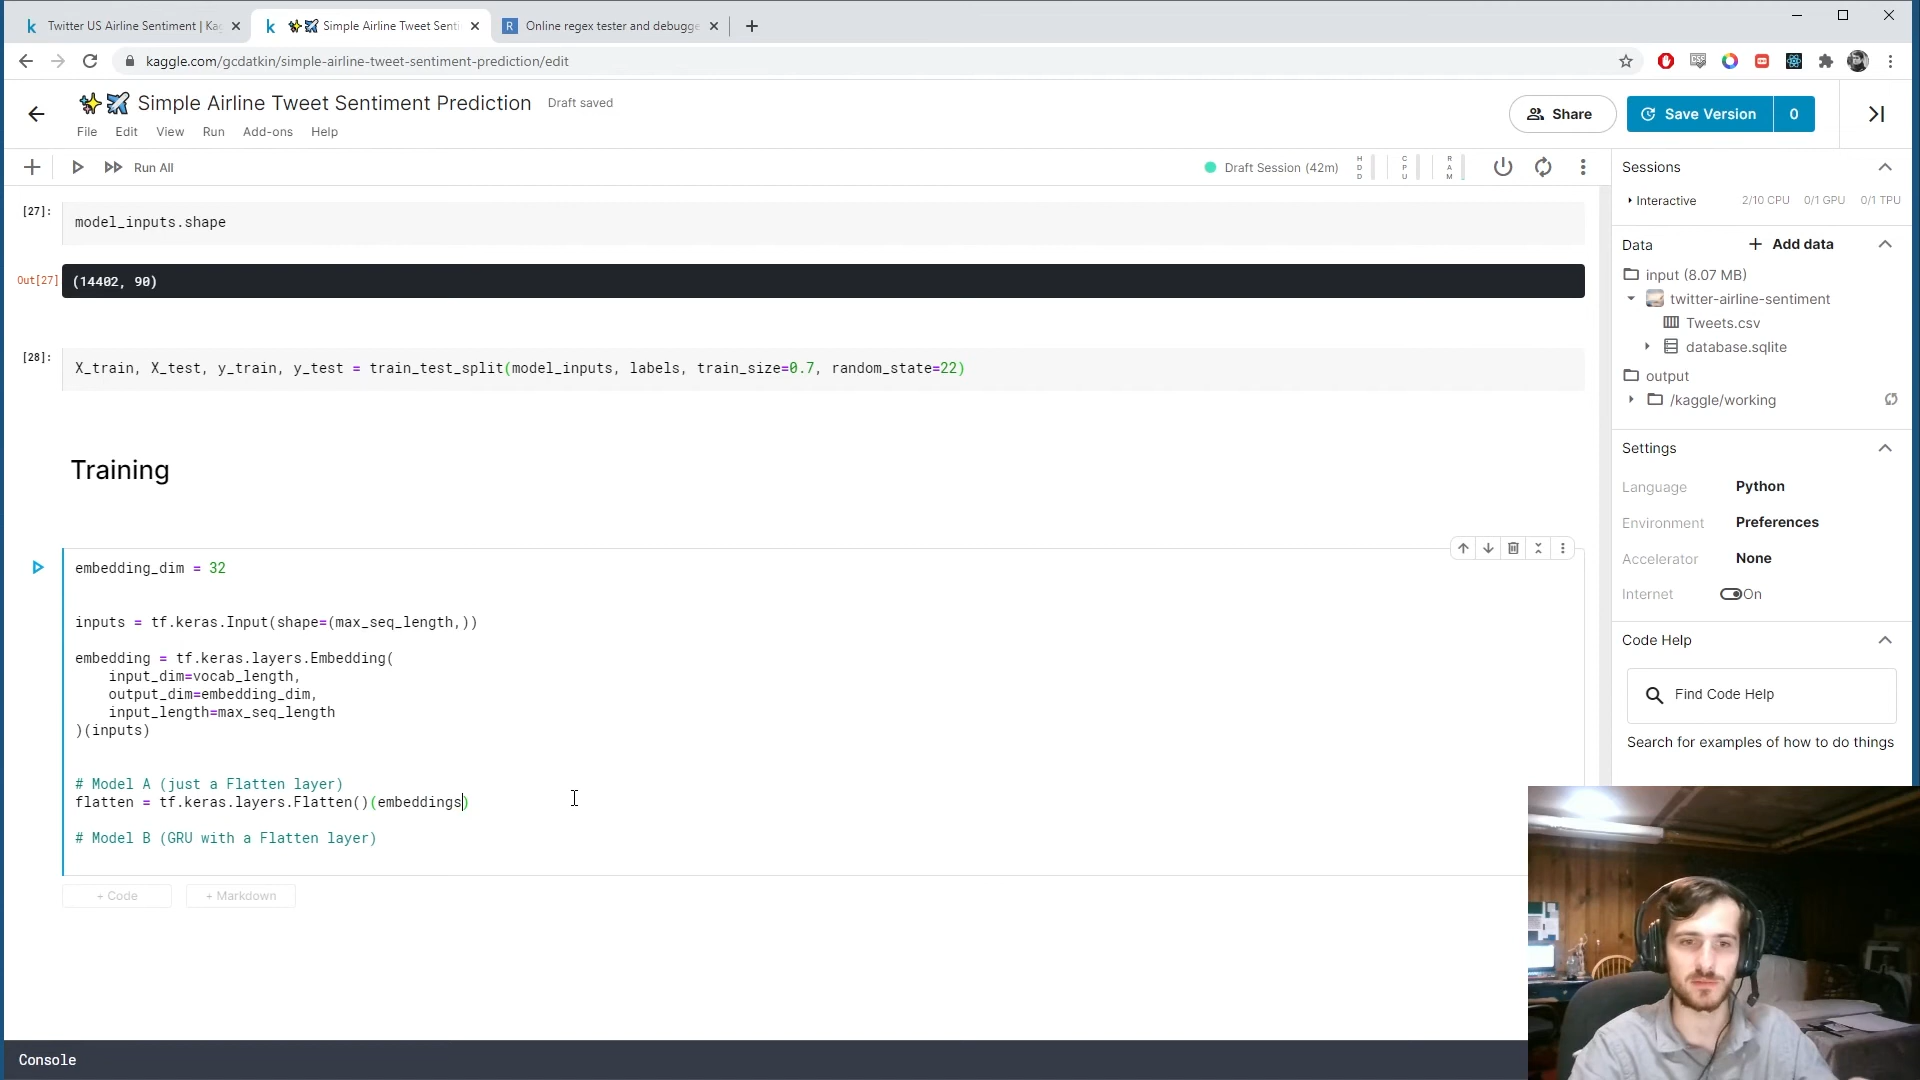 Twitter US Airline Sentiment | Kag
Simple Airline Tweet Senti
Online regex tester and debugge
kaggle.com/gcdatkin/simple-airline-tweet-sentiment-prediction/edit
Simple Airline Tweet Sentiment Prediction
Draft saved
File Edit View Run Add-ons Help
Share
Save Version
0
Run All
Draft Session (42m)
HDD
CPU
RAM
[27]:
model_inputs.shape
Out[27]
(14402, 90)
[28]:
X_train, X_test, y_train, y_test = train_test_split(model_inputs, labels, train_size=0.7, random_state=22)
Training
embedding_dim = 32
inputs = tf.keras.Input(shape=(max_seq_length,))
embedding = tf.keras.layers.Embedding(
    input_dim=vocab_length,
    output_dim=embedding_dim,
    input_length=max_seq_length
)(inputs)
# Model A (just a Flatten layer)
flatten = tf.keras.layers.Flatten()(embeddings)
# Model B (GRU with a Flatten layer)
+ Code
+ Markdown
Console
Sessions
Interactive 2/10 CPU 0/1 GPU 0/1 TPU
Data
+ Add data
input (8.07 MB)
twitter-airline-sentiment
Tweets.csv
database.sqlite
output
/kaggle/working
Settings
Language Python
Environment Preferences
Accelerator None
Internet On
Code Help
Find Code Help
Search for examples of how to do things